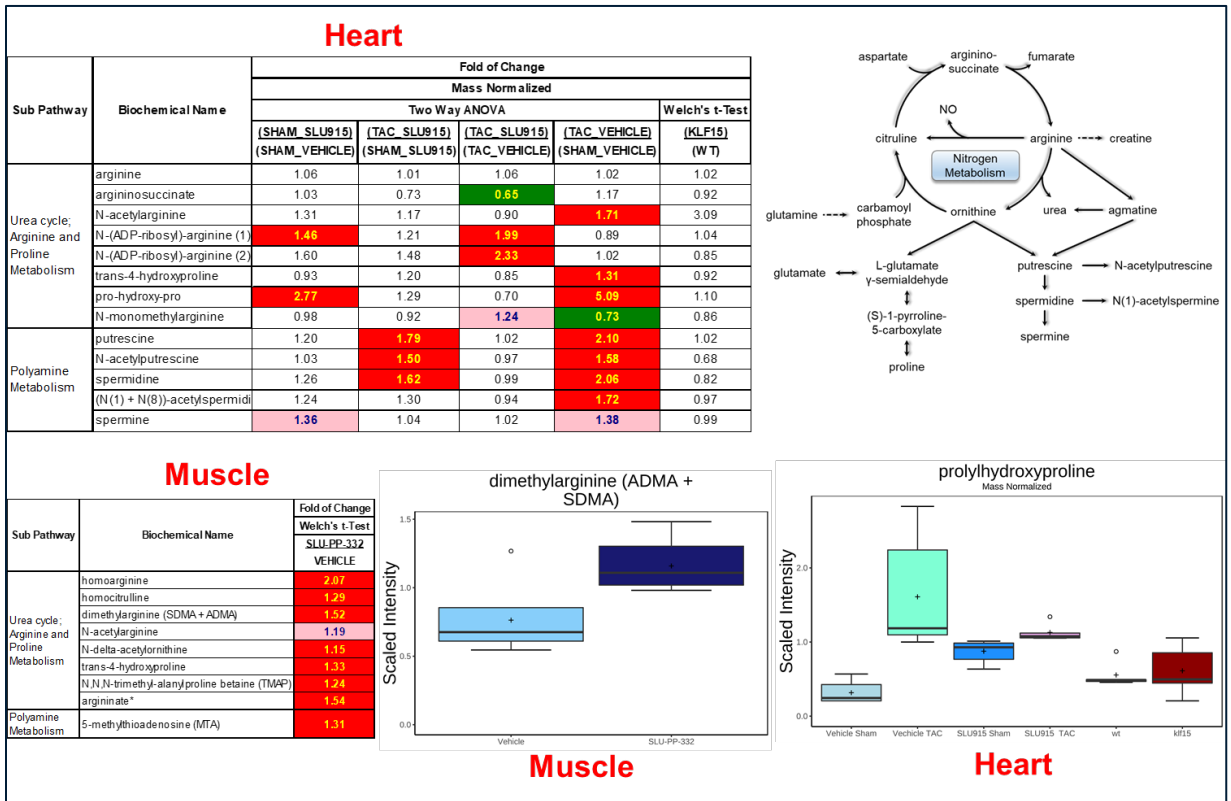 Heart
Sub Pathway
Biochemical Name
Fold of Change
Mass Normalized
Two Way ANOVA
Welch's t-Test
(SHAM_SLU915)
(SHAM_VEHICLE)
(TAC_SLU915)
(SHAM_SLU915)
(TAC_SLU915)
(TAC_VEHICLE)
(TAC_VEHICLE)
(SHAM_VEHICLE)
(KLF15)
(WT)
Urea cycle;
Arginine and
Proline
Metabolism
arginine 1.06 1.01 1.06 1.02 1.02
argininosuccinate 1.03 0.73 0.65 1.17 0.92
N-acetylarginine 1.31 1.17 0.90 1.71 3.09
N-(ADP-ribosyl)-arginine (1) 1.46 1.21 1.99 0.89 1.04
N-(ADP-ribosyl)-arginine (2) 1.60 1.48 2.33 1.02 0.85
trans-4-hydroxyproline 0.93 1.20 0.85 1.31 0.92
pro-hydroxy-pro 2.77 1.29 0.70 5.09 1.10
N-monomethylarginine 0.98 0.92 1.24 0.73 0.86
Polyamine
Metabolism
putrescine 1.20 1.79 1.02 2.10 1.02
N-acetylputrescine 1.03 1.50 0.97 1.58 0.68
spermidine 1.26 1.62 0.99 2.06 0.82
(N(1) + N(8))-acetylspermidi 1.24 1.30 0.94 1.72 0.97
spermine 1.36 1.04 1.02 1.38 0.99
aspartate
arginino-
succinate
fumarate
NO
citruline
arginine
creatine
Nitrogen
Metabolism
glutamine
carbamoyl
phosphate
ornithine
urea
agmatine
glutamate
L-glutamate
γ-semialdehyde
putrescine
N-acetylputrescine
spermidine
N(1)-acetylspermine
(S)-1-pyrroline-
5-carboxylate
spermine
proline
Muscle
Sub Pathway
Biochemical Name
Fold of Change
Welch's t-Test
SLU-PP-332
VEHICLE
Urea cycle;
Arginine and
Proline
Metabolism
homoarginine 2.07
homocitrulline 1.29
dimethylarginine (SDMA + ADMA) 1.52
N-acetylarginine 1.19
N-delta-acetylornithine 1.15
trans-4-hydroxyproline 1.33
N,N,N-trimethyl-alanylproline betaine (TMAP) 1.24
argininate* 1.54
Polyamine
Metabolism
5-methylthioadenosine (MTA) 1.31
dimethylarginine (ADMA +
SDMA)
Scaled Intensity
1.5
1.0
0.5
0.0
Vehicle
SLU-PP-332
Muscle
prolylhydroxyproline
Mass Normalized
Scaled Intensity
2.0
1.0
0.0
Vehicle Sham
Vechicle TAC
SLU915 Sham
SLU915 TAC
wt
klf15
Heart